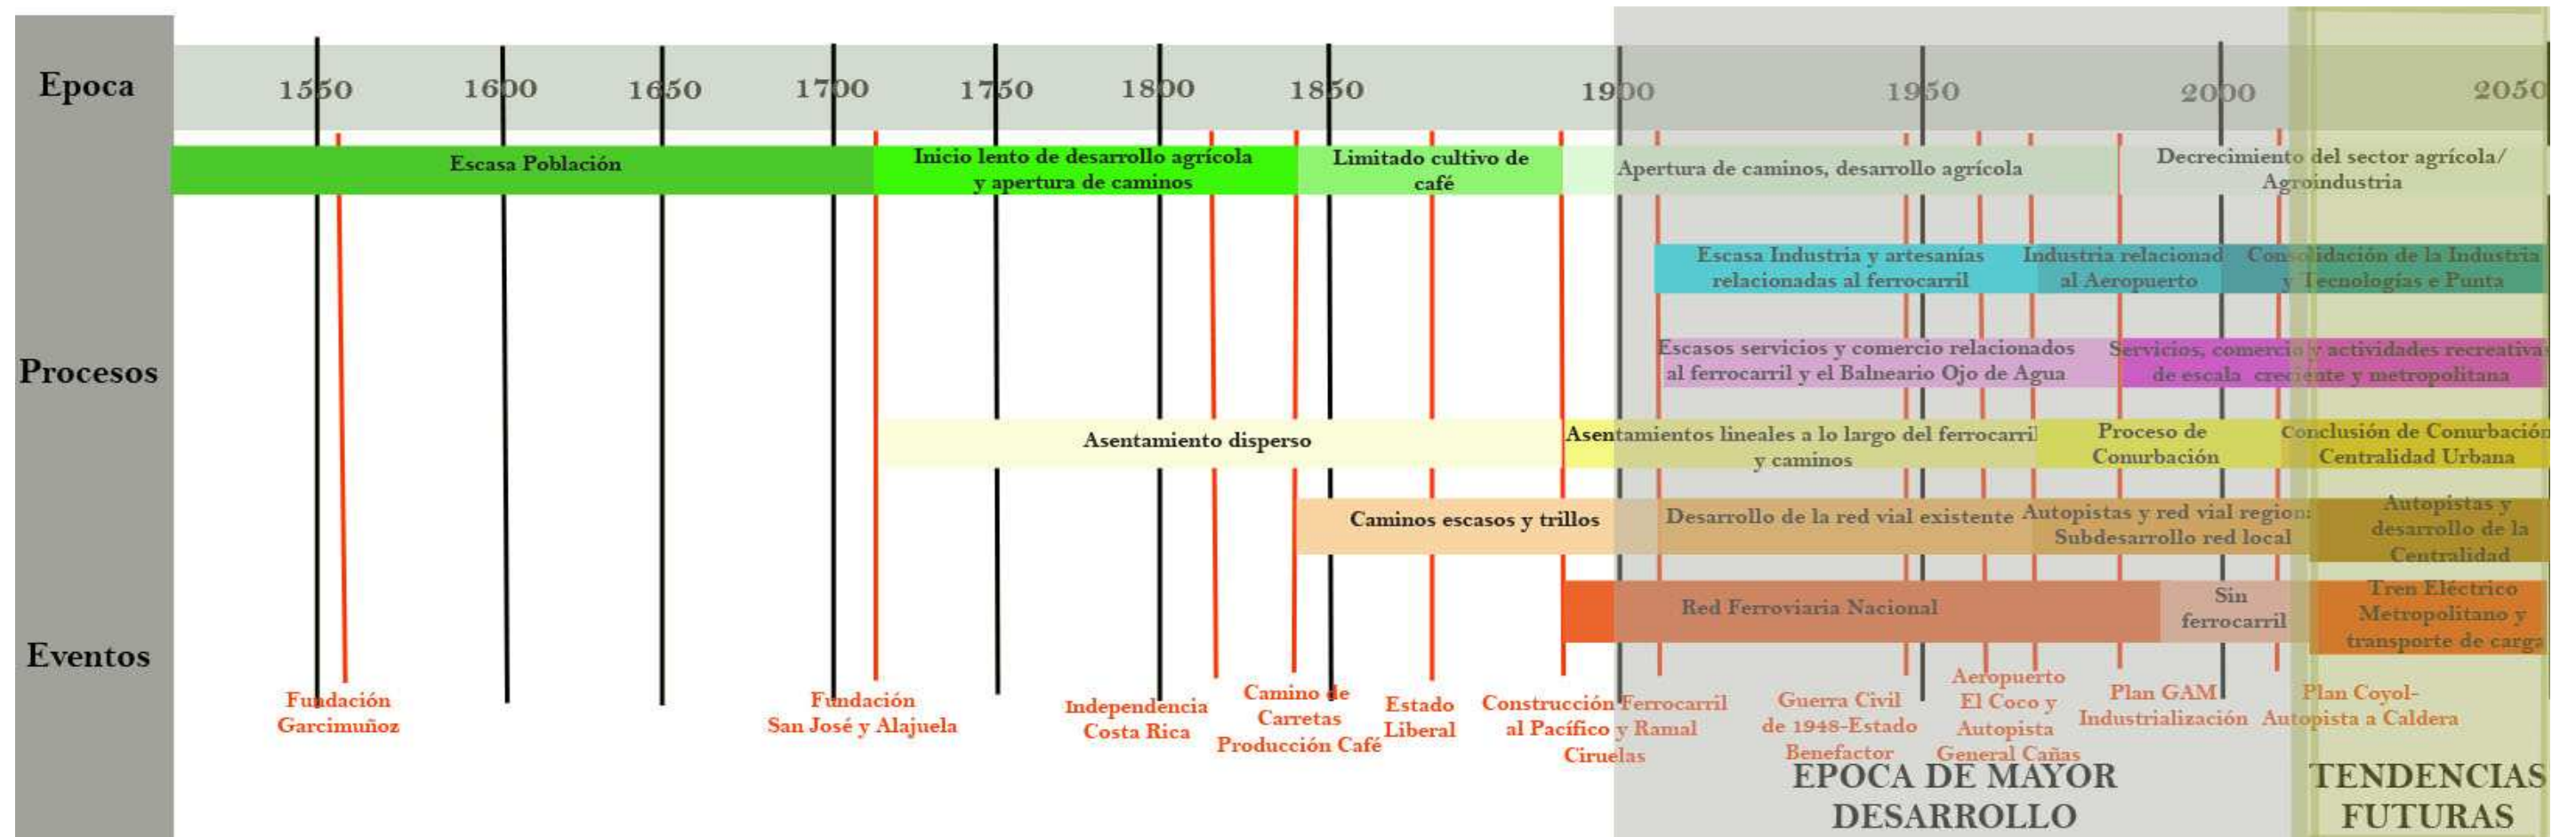 Epoca
1550 1600 1650 1700 1750 1800 1850 1900 1950 2000 2050
Escasa Población
Inicio lento de desarrollo agrícola
y apertura de caminos
Limitado cultivo de
café
Apertura de caminos, desarrollo agrícola
Decrecimiento del sector agrícola/
Agroindustria
Procesos
Escasa Industria y artesanías
relacionadas al ferrocarril
Industria relacionad
al Aeropuerto
Consolidación de la Industria
y Tecnologías e Punta
Escasos servicios y comercio relacionados
al ferrocarril y el Balneario Ojo de Agua
Servicios, comercio y actividades recreativa
de escala creciente y metropolitana
Asentamiento disperso
Asentamientos lineales a lo largo del ferrocarril
y caminos
Proceso de
Conurbación
Conclusión de Conurbación
Centralidad Urbana
Caminos escasos y trillos
Desarrollo de la red vial existente
Autopistas y red vial region
Subdesarrollo red local
Autopistas y
desarrollo de la
Centralidad
Red Ferroviaria Nacional
Sin
ferrocarril
Tren Eléctrico
Metropolitano y
transporte de carga
Eventos
Fundación
Garcimuñoz
Fundación
San José y Alajuela
Independencia
Costa Rica
Camino de
Carretas
Producción Café
Estado
Liberal
Construcción Ferrocarril
al Pacífico y Ramal
Ciruelas
Guerra Civil
de 1948-Estado
Benefactor
Aeropuerto
El Coco y
Autopista
General Cañas
Plan GAM
Industrialización
Plan Coyol-
Autopista a Caldera
EPOCA DE MAYOR
DESARROLLO
TENDENCIAS
FUTURAS